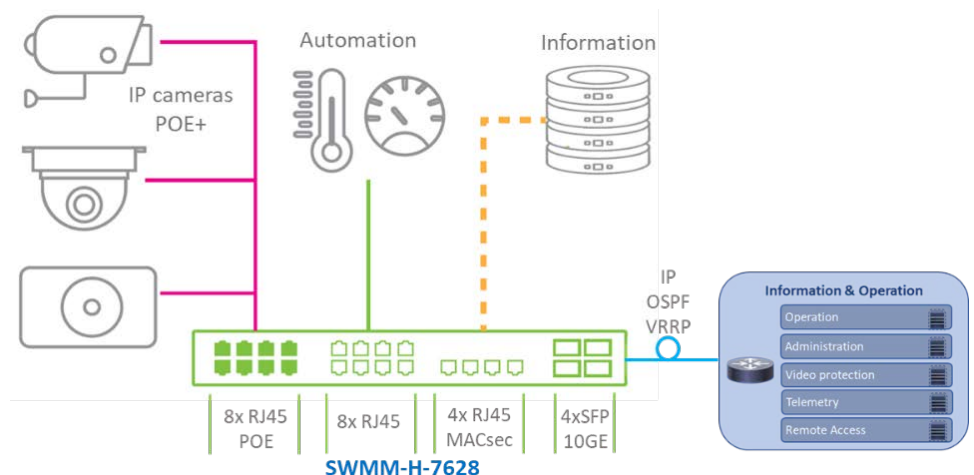 Automation
Information
IP cameras
POE+
IP
OSPF
VRRP
Information & Operation
Operation
Administration
Video protection
Telemetry
Remote Access
8x RJ45
POE
8x RJ45
4x RJ45
MACsec
4xSFP
10GE
SWMM-H-7628